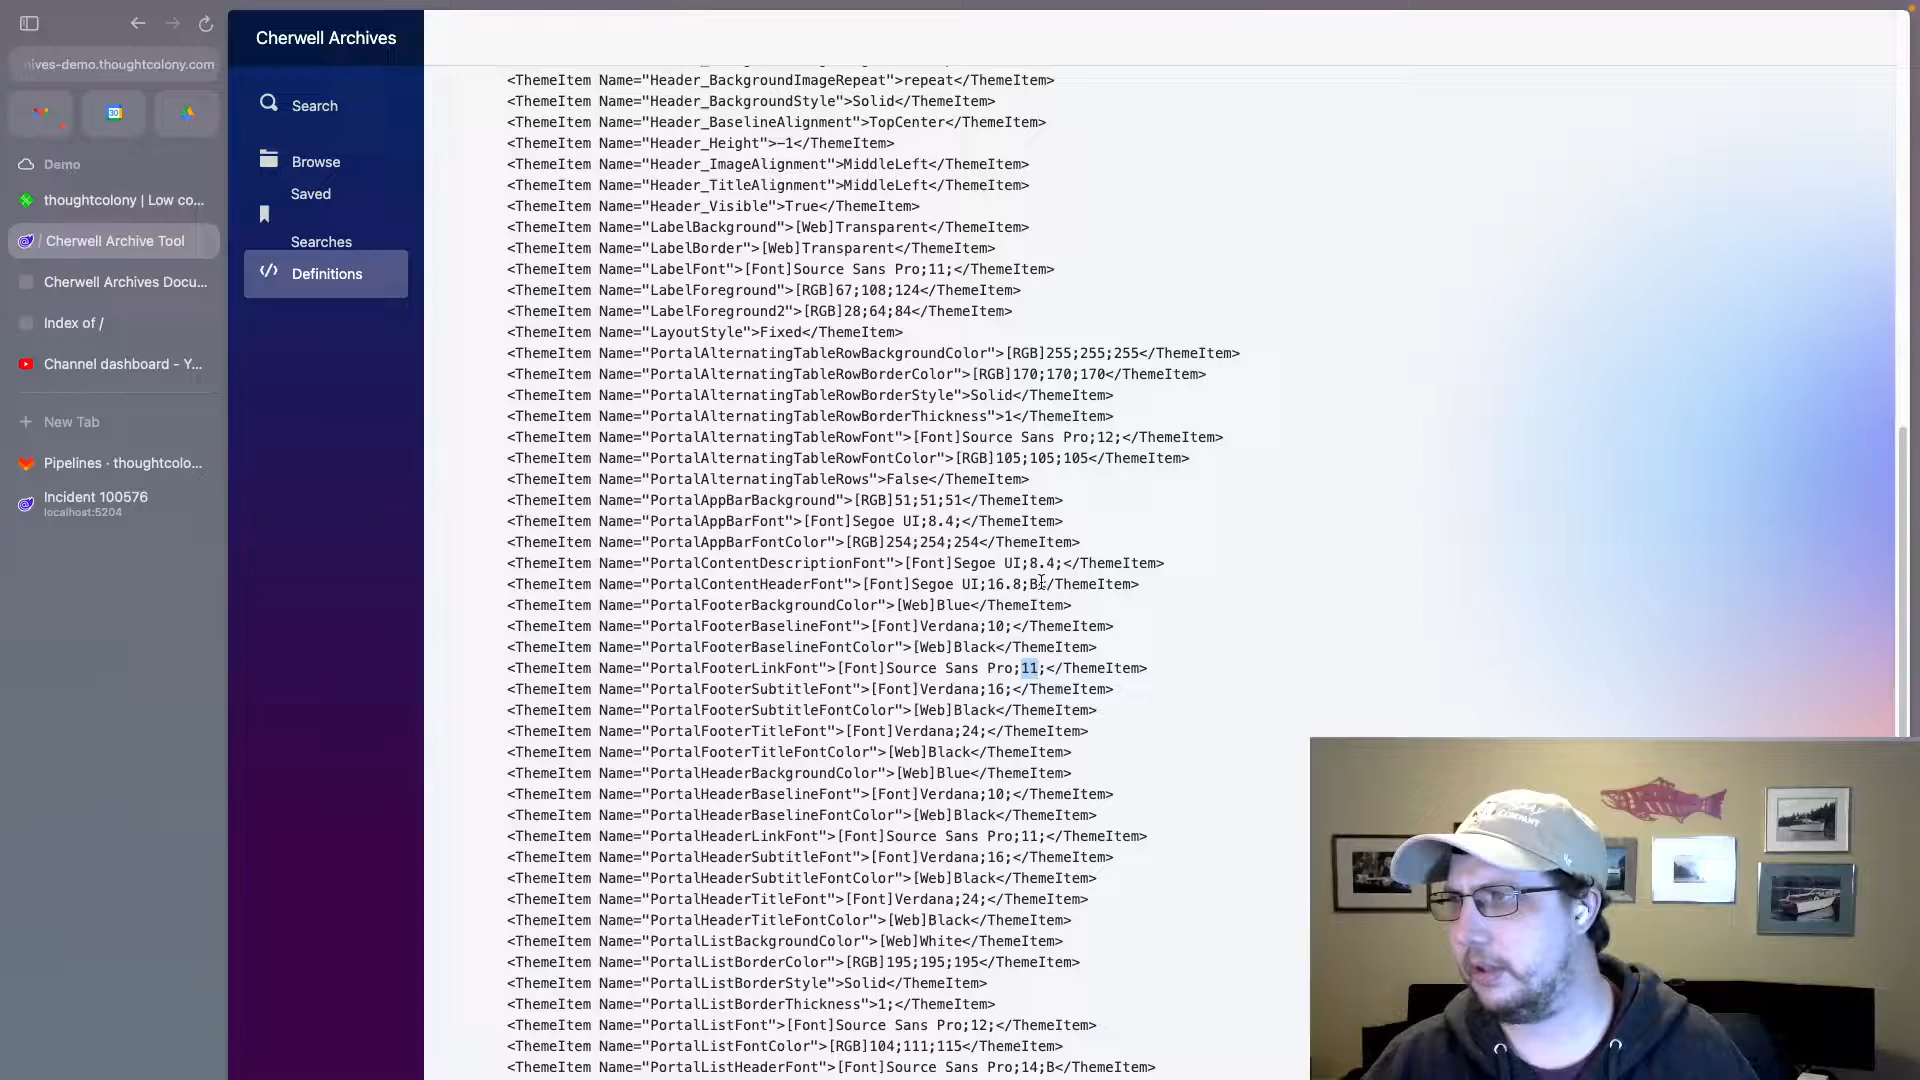 Cherwell Archives
ives-demo.thoughtcolony.com
Search
30
Browse
Demo
Saved
thoughtcolony | Low co...
Searches
/ Cherwell Archive Tool
Definitions
Cherwell Archives Docu...
Index of /
Channel dashboard - Y...
New Tab
Pipelines · thoughtcolo...
Incident 100576
localhost:5204
<ThemeItem Name="Header_BackgroundImageRepeat">repeat</ThemeItem>
<ThemeItem Name="Header_BackgroundStyle">Solid</ThemeItem>
<ThemeItem Name="Header_BaselineAlignment">TopCenter</ThemeItem>
<ThemeItem Name="Header_Height">-1</ThemeItem>
<ThemeItem Name="Header_ImageAlignment">MiddleLeft</ThemeItem>
<ThemeItem Name="Header_TitleAlignment">MiddleLeft</ThemeItem>
<ThemeItem Name="Header_Visible">True</ThemeItem>
<ThemeItem Name="LabelBackground">[Web]Transparent</ThemeItem>
<ThemeItem Name="LabelBorder">[Web]Transparent</ThemeItem>
<ThemeItem Name="LabelFont">[Font]Source Sans Pro;11;</ThemeItem>
<ThemeItem Name="LabelForeground">[RGB]67;108;124</ThemeItem>
<ThemeItem Name="LabelForeground2">[RGB]28;64;84</ThemeItem>
<ThemeItem Name="LayoutStyle">Fixed</ThemeItem>
<ThemeItem Name="PortalAlternatingTableRowBackgroundColor">[RGB]255;255;255</ThemeItem>
<ThemeItem Name="PortalAlternatingTableRowBorderColor">[RGB]170;170;170</ThemeItem>
<ThemeItem Name="PortalAlternatingTableRowBorderStyle">Solid</ThemeItem>
<ThemeItem Name="PortalAlternatingTableRowBorderThickness">1</ThemeItem>
<ThemeItem Name="PortalAlternatingTableRowFont">[Font]Source Sans Pro;12;</ThemeItem>
<ThemeItem Name="PortalAlternatingTableRowFontColor">[RGB]105;105;105</ThemeItem>
<ThemeItem Name="PortalAlternatingTableRows">False</ThemeItem>
<ThemeItem Name="PortalAppBarBackground">[RGB]51;51;51</ThemeItem>
<ThemeItem Name="PortalAppBarFont">[Font]Segoe UI;8.4;</ThemeItem>
<ThemeItem Name="PortalAppBarFontColor">[RGB]254;254;254</ThemeItem>
<ThemeItem Name="PortalContentDescriptionFont">[Font]Segoe UI;8.4;</ThemeItem>
<ThemeItem Name="PortalContentHeaderFont">[Font]Segoe UI;16.8;B</ThemeItem>
<ThemeItem Name="PortalFooterBackgroundColor">[Web]Blue</ThemeItem>
<ThemeItem Name="PortalFooterBaselineFont">[Font]Verdana;10;</ThemeItem>
<ThemeItem Name="PortalFooterBaselineFontColor">[Web]Black</ThemeItem>
<ThemeItem Name="PortalFooterLinkFont">[Font]Source Sans Pro;11;</ThemeItem>
<ThemeItem Name="PortalFooterSubtitleFont">[Font]Verdana;16;</ThemeItem>
<ThemeItem Name="PortalFooterSubtitleFontColor">[Web]Black</ThemeItem>
<ThemeItem Name="PortalFooterTitleFont">[Font]Verdana;24;</ThemeItem>
<ThemeItem Name="PortalFooterTitleFontColor">[Web]Black</ThemeItem>
<ThemeItem Name="PortalHeaderBackgroundColor">[Web]Blue</ThemeItem>
<ThemeItem Name="PortalHeaderBaselineFont">[Font]Verdana;10;</ThemeItem>
<ThemeItem Name="PortalHeaderBaselineFontColor">[Web]Black</ThemeItem>
<ThemeItem Name="PortalHeaderLinkFont">[Font]Source Sans Pro;11;</ThemeItem>
<ThemeItem Name="PortalHeaderSubtitleFont">[Font]Verdana;16;</ThemeItem>
<ThemeItem Name="PortalHeaderSubtitleFontColor">[Web]Black</ThemeItem>
<ThemeItem Name="PortalHeaderTitleFont">[Font]Verdana;24;</ThemeItem>
<ThemeItem Name="PortalHeaderTitleFontColor">[Web]Black</ThemeItem>
<ThemeItem Name="PortalListBackgroundColor">[Web]White</ThemeItem>
<ThemeItem Name="PortalListBorderColor">[RGB]195;195;195</ThemeItem>
<ThemeItem Name="PortalListBorderStyle">Solid</ThemeItem>
<ThemeItem Name="PortalListBorderThickness">1;</ThemeItem>
<ThemeItem Name="PortalListFont">[Font]Source Sans Pro;12;</ThemeItem>
<ThemeItem Name="PortalListFontColor">[RGB]104;111;115</ThemeItem>
<ThemeItem Name="PortalListHeaderFont">[Font]Source Sans Pro;14;B</ThemeItem>